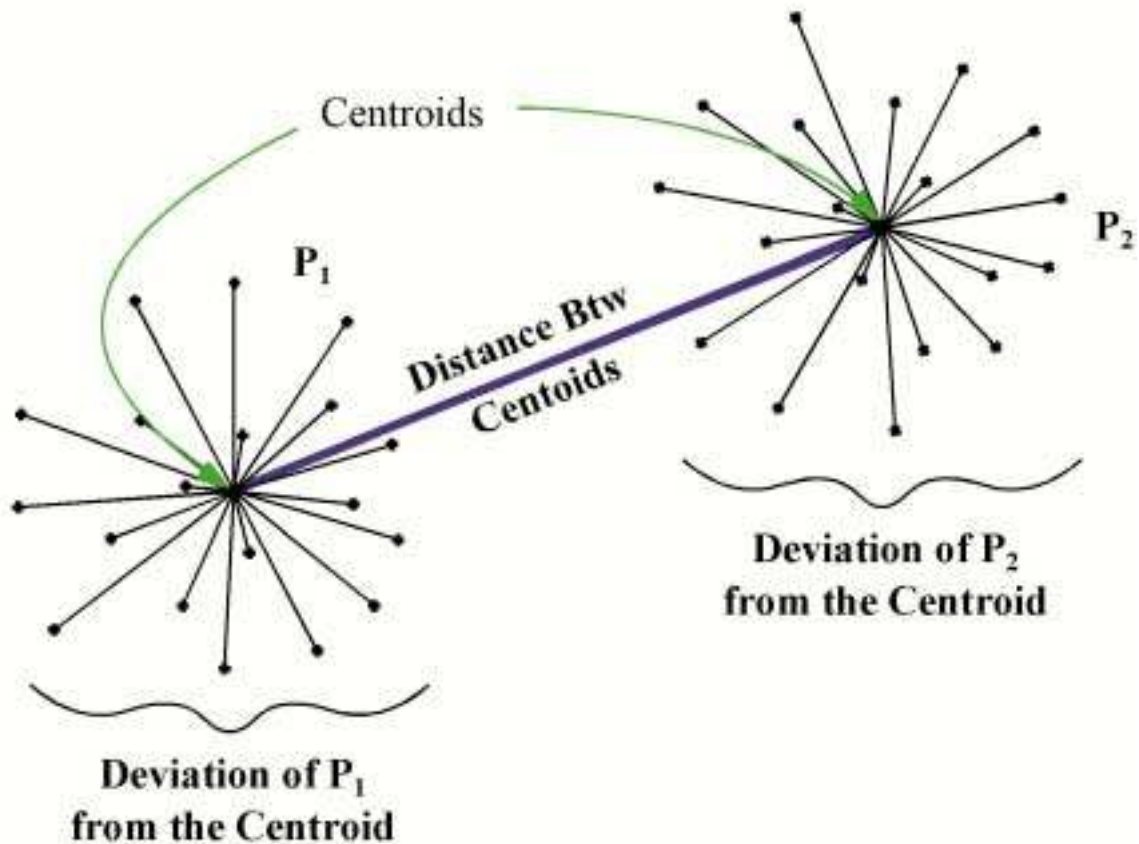 Centroids
P₁
P₂
Distance Btw
Centoids
Deviation of P₂
from the Centroid
Deviation of P₁
from the Centroid